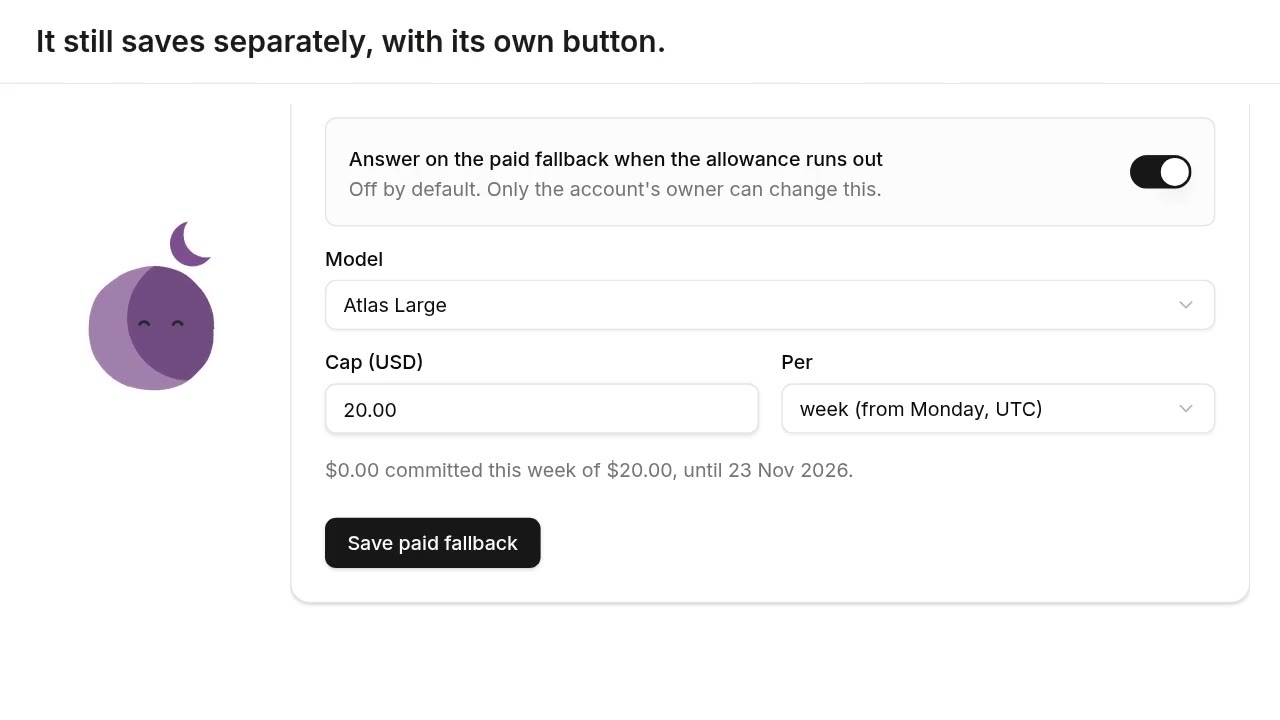 It still saves separately, with its own button.
Answer on the paid fallback when the allowance runs out
Off by default. Only the account's owner can change this.
Model
Atlas Large
Cap (USD)
Per
20.00
week (from Monday, UTC)
$0.00 committed this week of $20.00, until 23 Nov 2026.
Save paid fallback